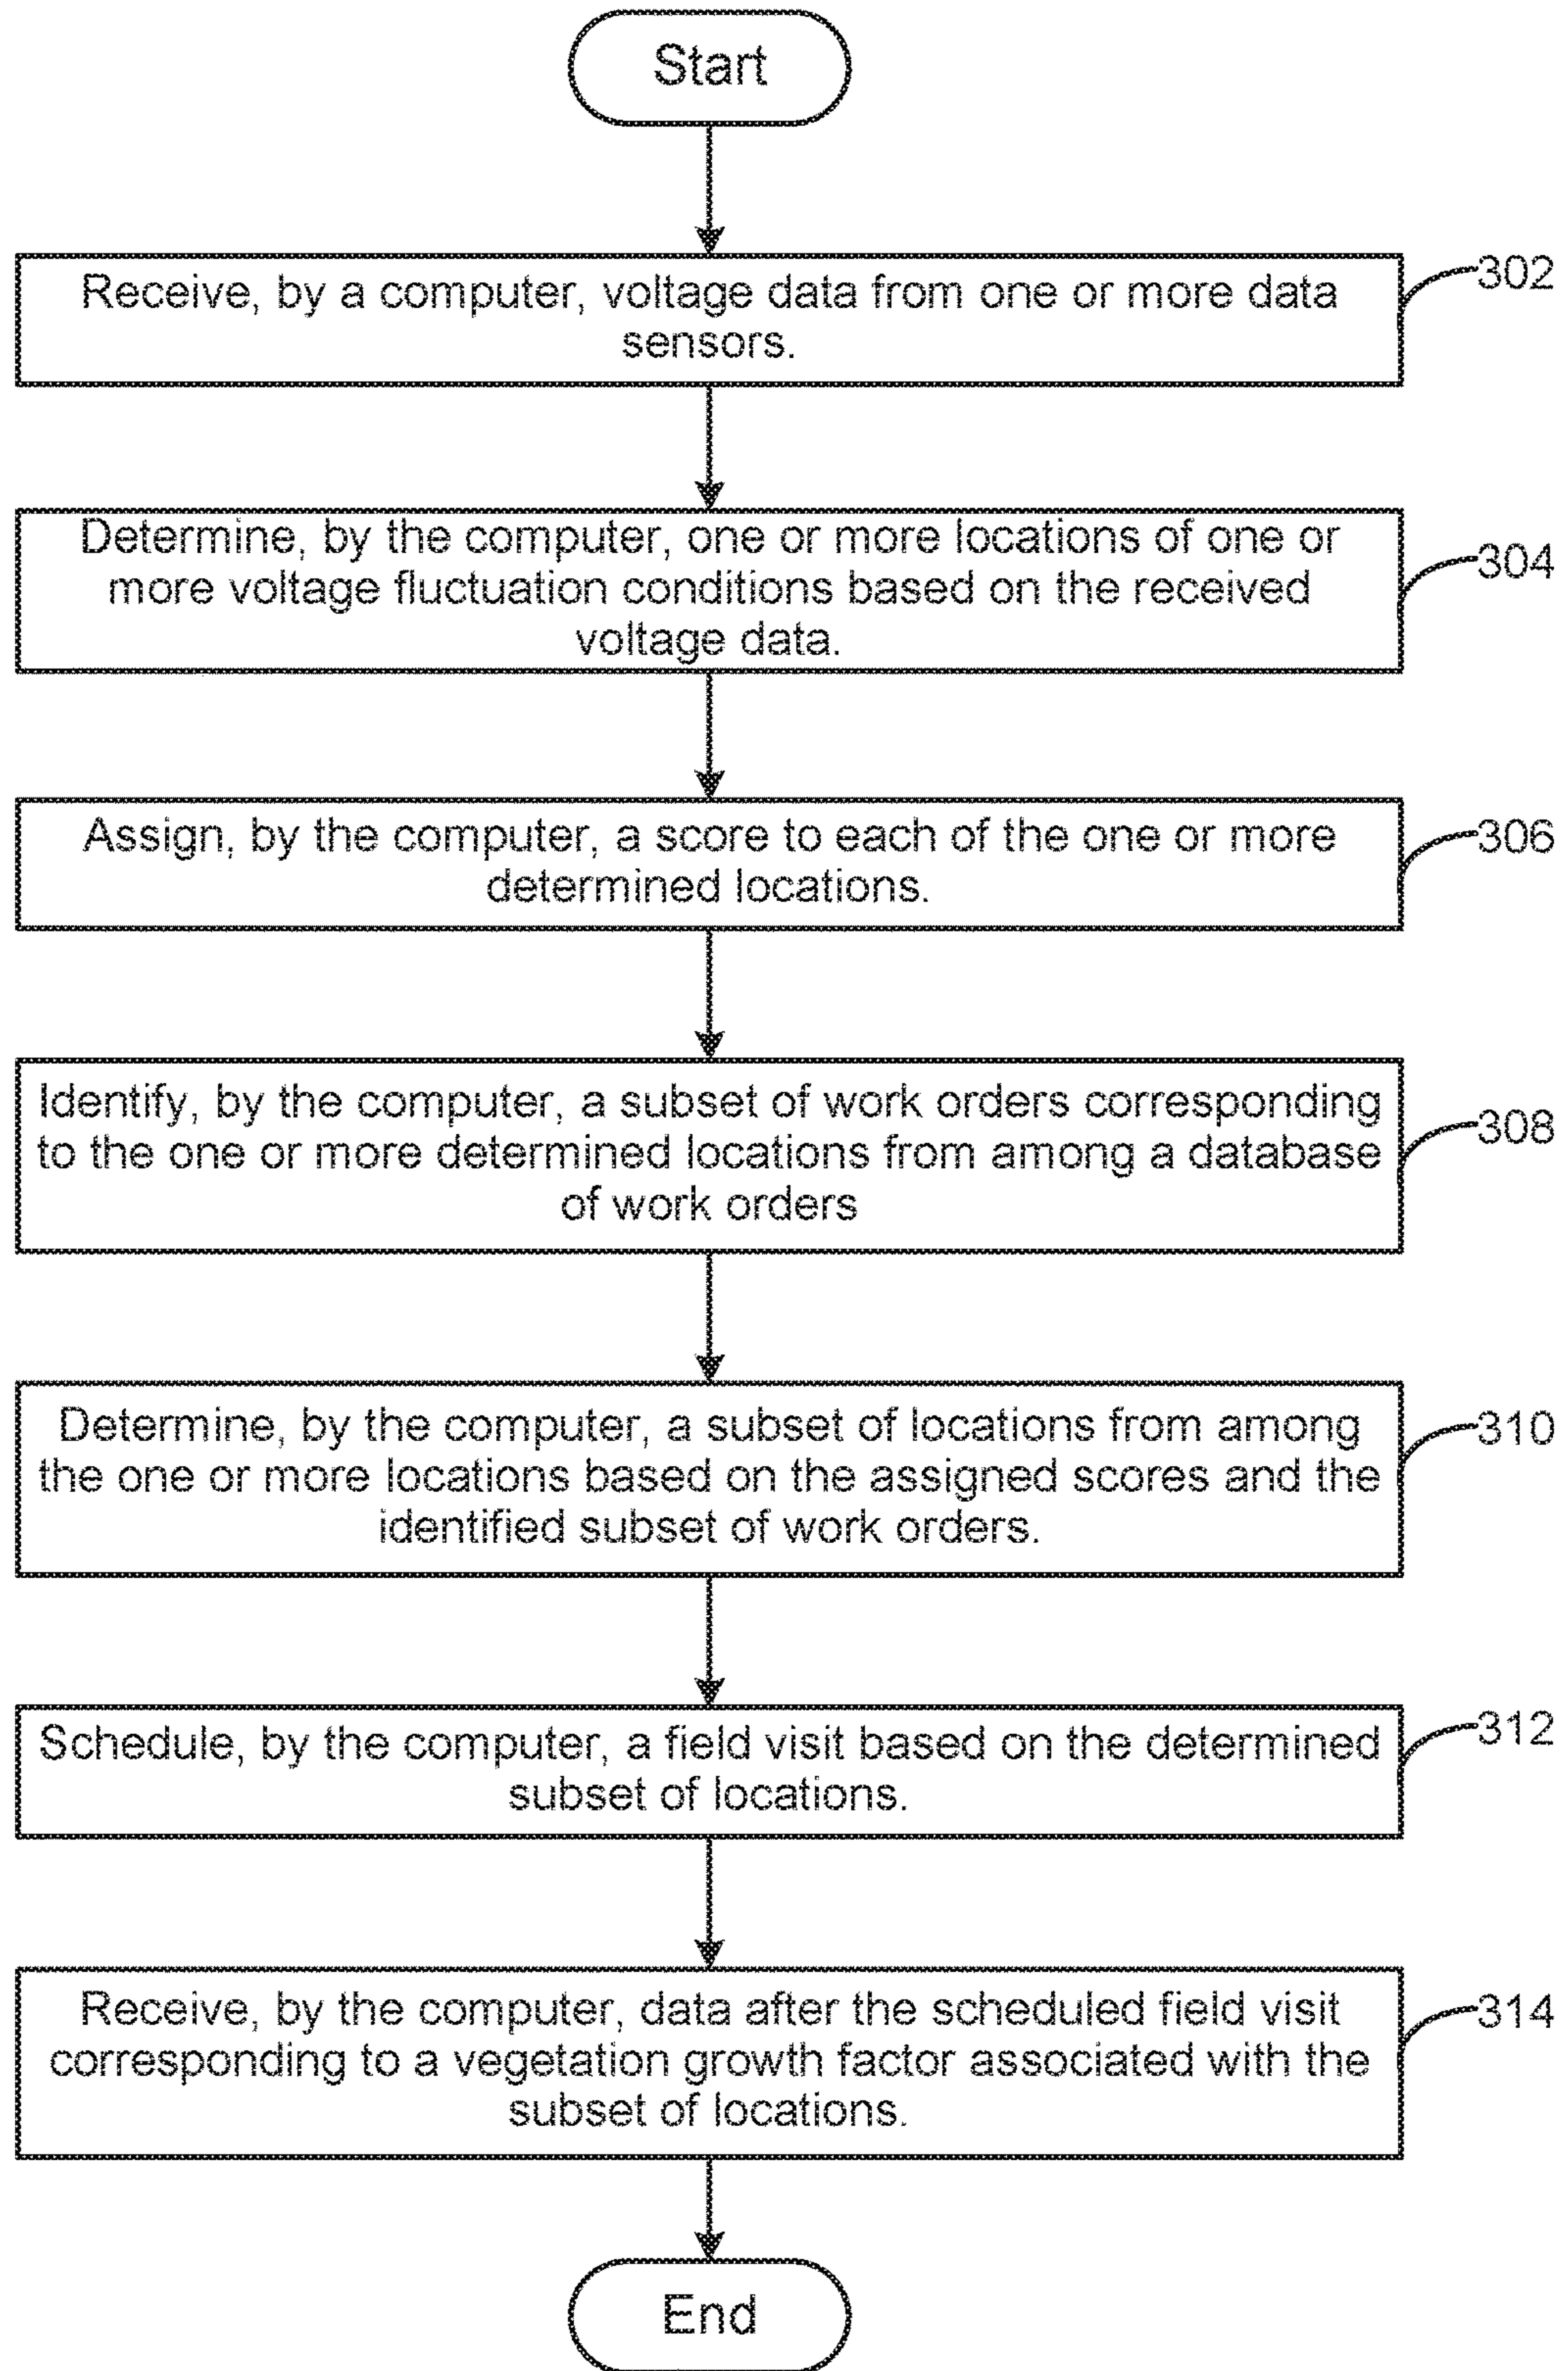 Start
Receive, by a computer, voltage data from one or more data
sensors.
302
Determine, by the computer, one or more locations of one or
more voltage fluctuation conditions based on the received
voltage data.
304
Assign, by the computer, a score to each of the one or more
determined locations.
306
Identify, by the computer, a subset of work orders corresponding
to the one or more determined locations from among a database
of work orders
308
Determine, by the computer, a subset of locations from among
the one or more locations based on the assigned scores and the
identified subset of work orders.
310
Schedule, by the computer, a field visit based on the determined
subset of locations.
312
Receive, by the computer, data after the scheduled field visit
corresponding to a vegetation growth factor associated with the
subset of locations.
314
End